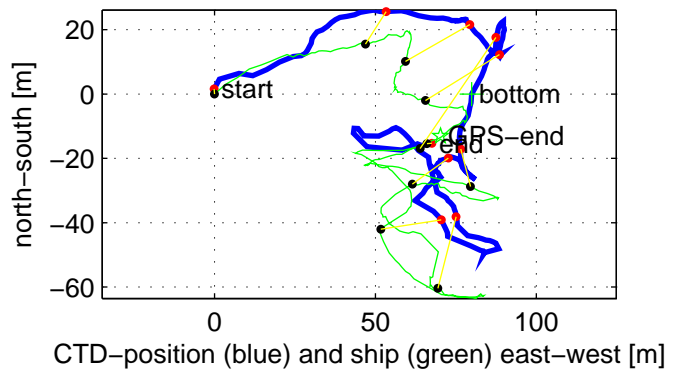 20
0
−20
−40
−60
north−south [m]
start
bottom
GPS−end
end
0
50
100
CTD−position (blue) and ship (green) east−west [m]